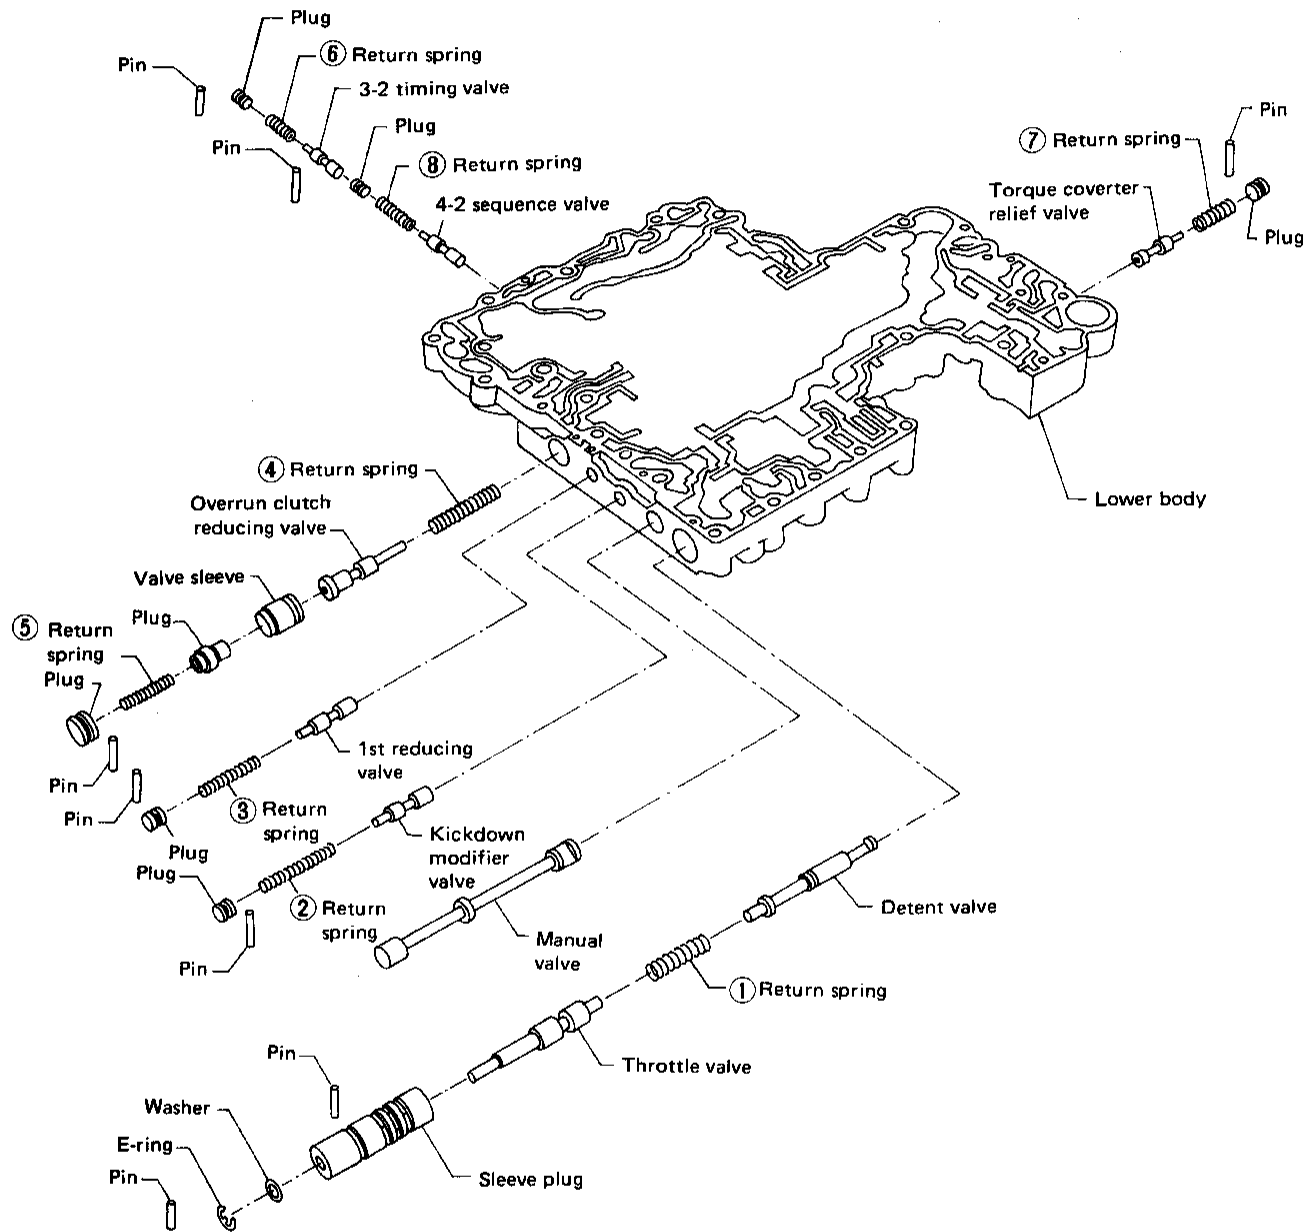 Plug
⑥ Return spring
Pin
3-2 timing valve
Plug
Pin
⑧ Return spring
4-2 sequence valve
Pin
⑦ Return spring
Torque coverter
relief valve
Plug
④ Return spring
Overrun clutch
reducing valve
Lower body
Valve sleeve
Plug
⑤ Return
spring
Plug
1st reducing
valve
Pin
Pin
③ Return
spring
Plug
Kickdown
modifier
valve
Plug
② Return
spring
Detent valve
Manual
valve
Pin
① Return spring
Pin
Throttle valve
Washer
E-ring
Pin
Sleeve plug